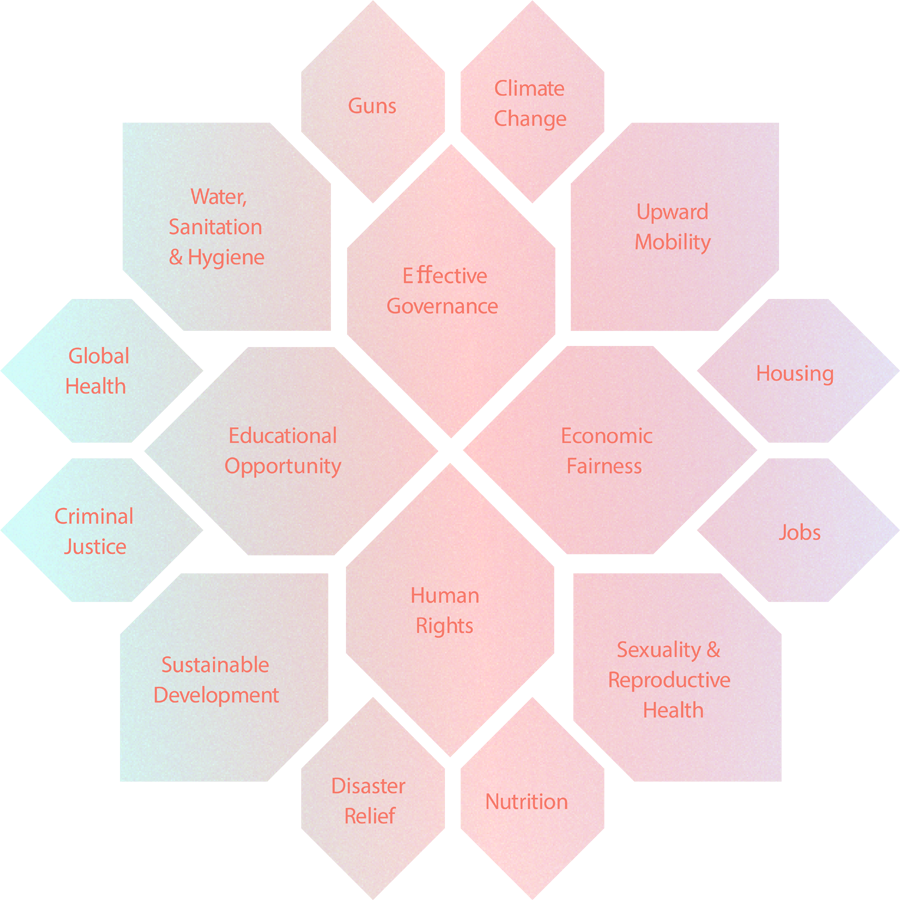 Guns
Climate
Change
Water,
Sanitation
& Hygiene
Upward
Mobility
Effective
Governance
Global
Health
Housing
Educational
Opportunity
Economic
Fairness
Criminal
Justice
Jobs
Human
Rights
Sustainable
Development
Sexuality &
Reproductive
Health
Disaster
Relief
Nutrition